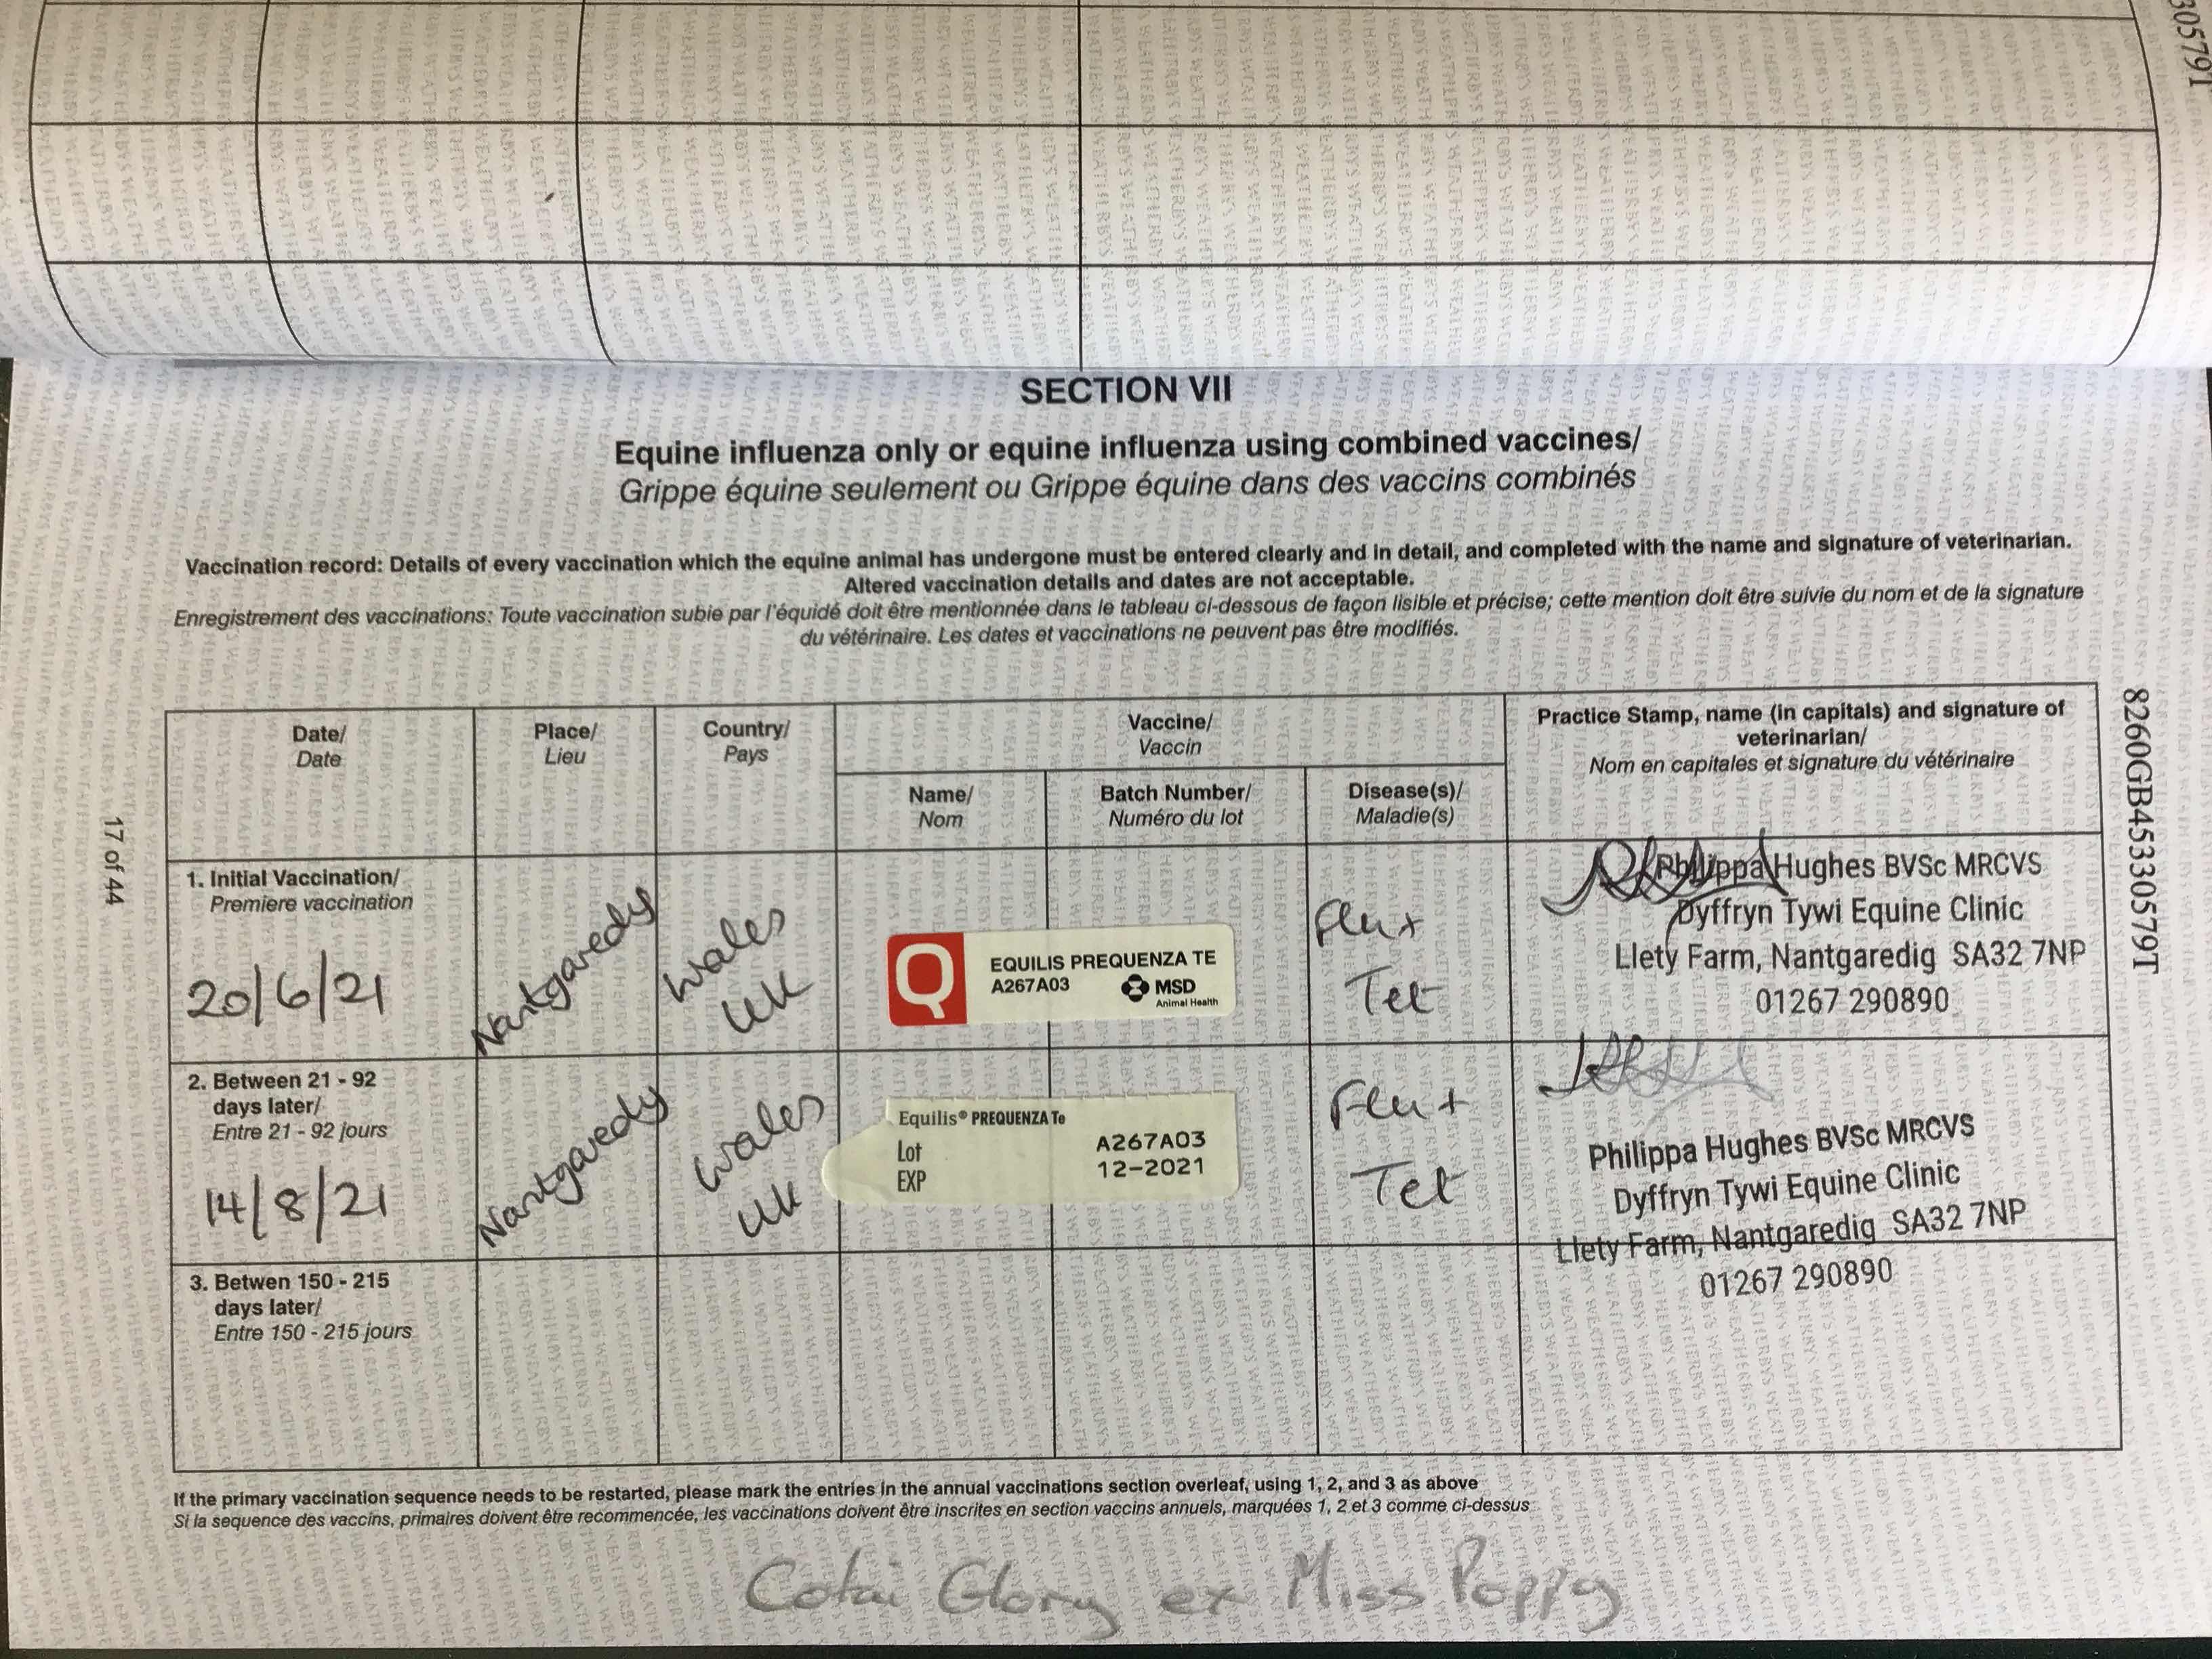 305791
SECTION VII
Equine influenza only or equine influenza using combined vaccines/
Grippe équine seulement ou Grippe équine dans des vaccins combinés
Vaccination record: Details of every vaccination which the equine animal has undergone must be entered clearly and in detail, and completed with the name and signature of veterinarian.
Altered vaccination details and dates are not acceptable.
Enregistrement des vaccinations: Toute vaccination subie par l'équidé doit être mentionnée dans le tableau ci-dessous de façon lisible et précise; cette mention doit être suivie du nom et de la signature
du vétérinaire. Les dates et vaccinations ne peuvent pas être modifiés.
Date/
Date
Place/
Lieu
Country/
Pays
Vaccine/
Vaccin
Name/
Nom
Batch Number/
Numéro du lot
Disease(s)/
Maladie(s)
Practice Stamp, name (in capitals) and signature of
veterinarian/
Nom en capitales et signature du vétérinaire
1. Initial Vaccination/
Premiere vaccination
20/6/21
Nantgaredy
Wales
UK
Q
EQUILIS PREQUENZA TE
A267A03
MSD
Animal Health
Flu+
Tet
Philippa Hughes BVSc MRCVS
Dyffryn Tywi Equine Clinic
Llety Farm, Nantgaredig SA32 7NP
01267 290890
2. Between 21 - 92
days later/
Entre 21 - 92 jours
14/8/21
Nantgaredy
Wales
UK
Equilis® PREQUENZA Te
Lot A267A03
EXP 12-2021
Flu+
Tet
Philippa Hughes BVSc MRCVS
Dyffryn Tywi Equine Clinic
Llety Farm, Nantgaredig SA32 7NP
01267 290890
3. Betwen 150 - 215
days later/
Entre 150 - 215 jours
If the primary vaccination sequence needs to be restarted, please mark the entries in the annual vaccinations section overleaf, using 1, 2, and 3 as above
Si la sequence des vaccins, primaires doivent être recommencée, les vaccinations doivent être inscrites en section vaccins annuels, marquées 1, 2 et 3 comme ci-dessus
Cotai Glory ex Miss Poppy
17 of 44
8260GB45330579T